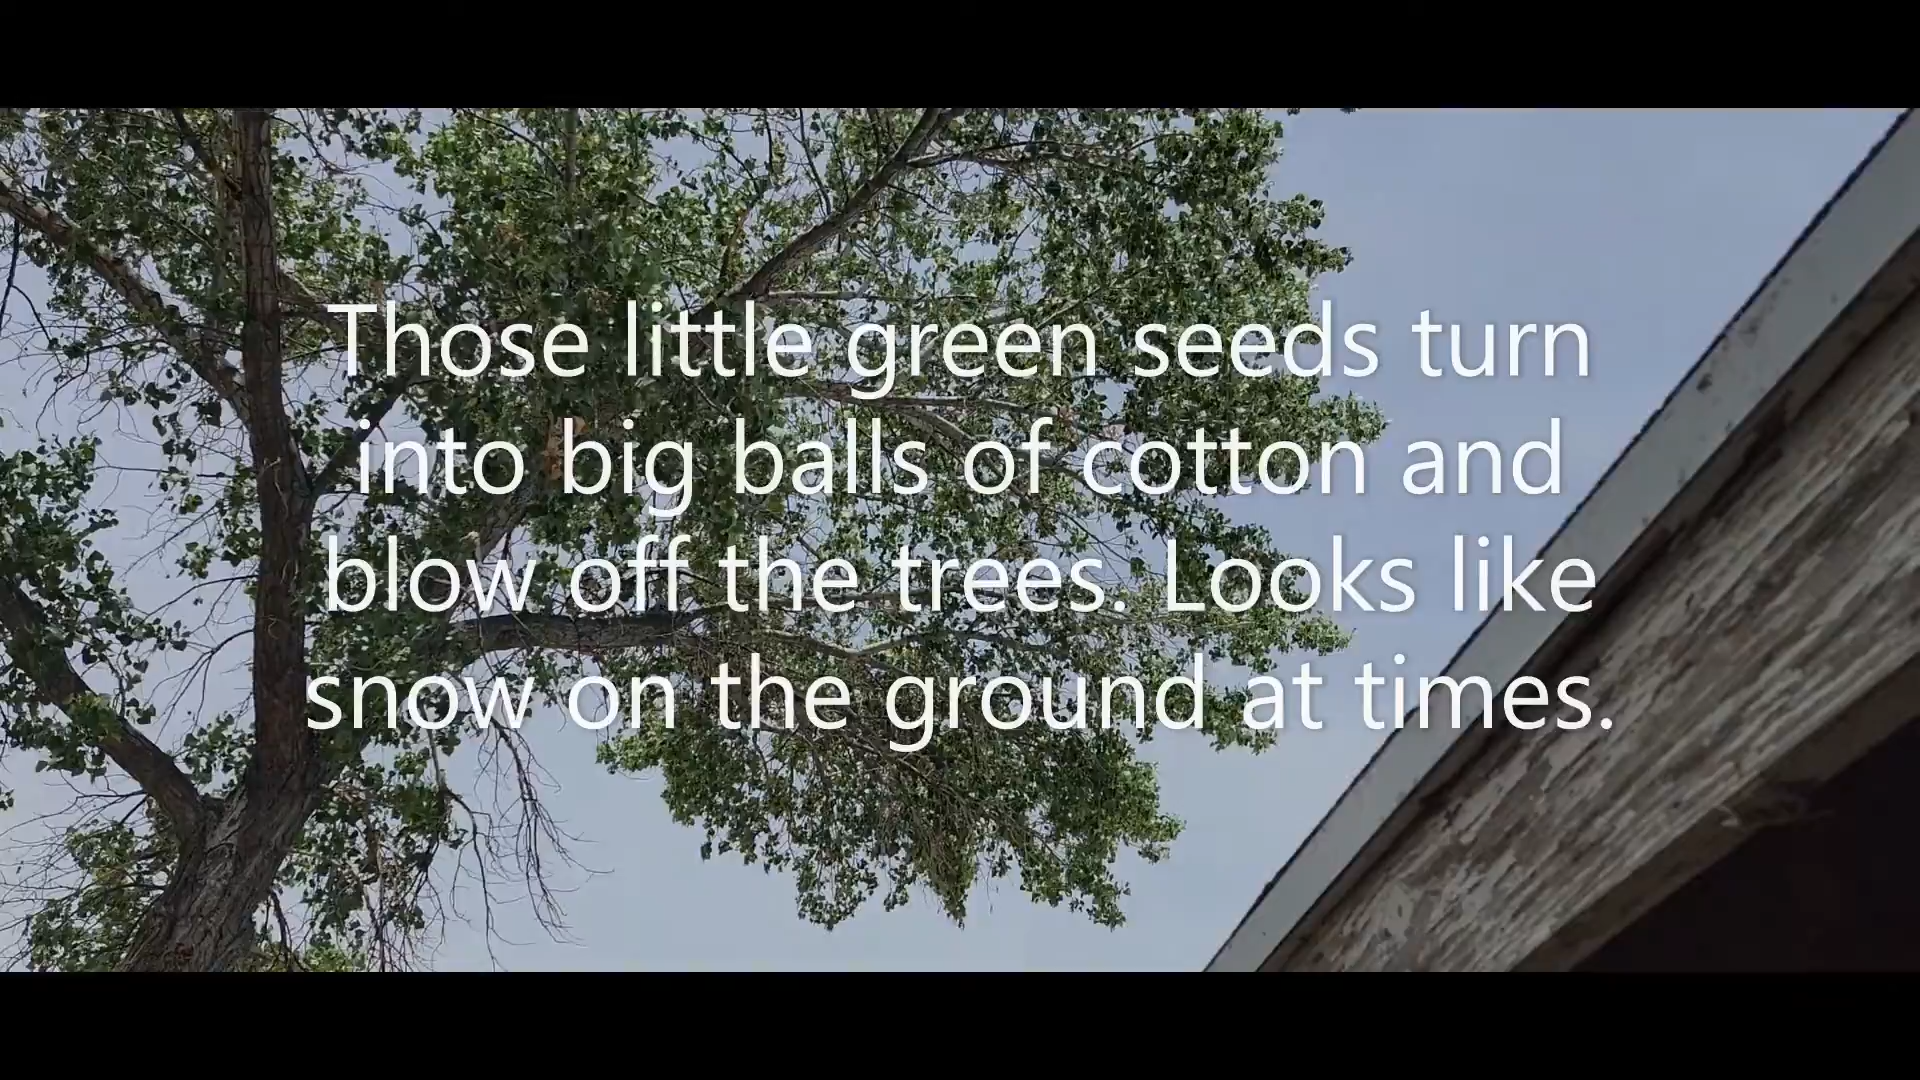 Those little green seeds turn
into big balls of cotton and
blow off the trees. Looks like
snow on the ground at times.